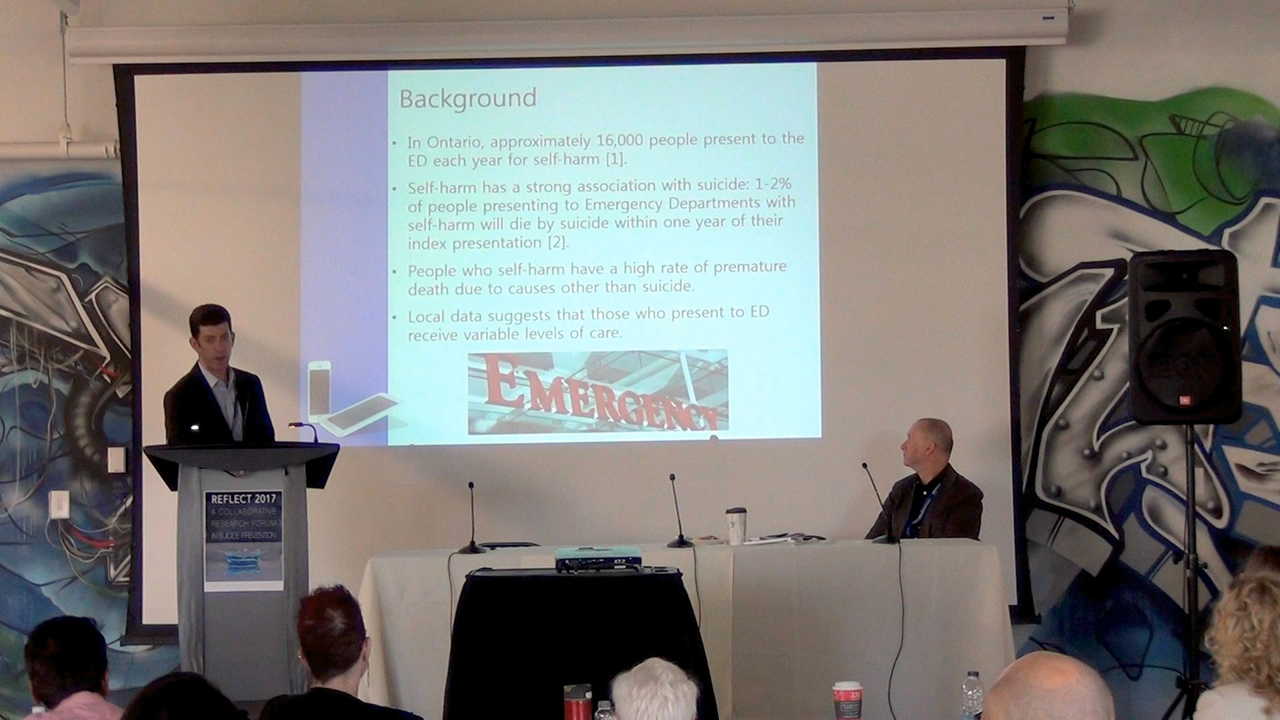 Background
• In Ontario, approximately 16,000 people present to the
ED each year for self-harm [1].
• Self-harm has a strong association with suicide: 1-2%
of people presenting to Emergency Departments with
self-harm will die by suicide within one year of their
index presentation [2].
• People who self-harm have a high rate of premature
death due to causes other than suicide.
• Local data suggests that those who present to ED
receive variable levels of care.
EMERGENCY
REFLECT 2017
A COLLABORATIVE
RESEARCH FORUM
IN SUICIDE PREVENTION
JBL